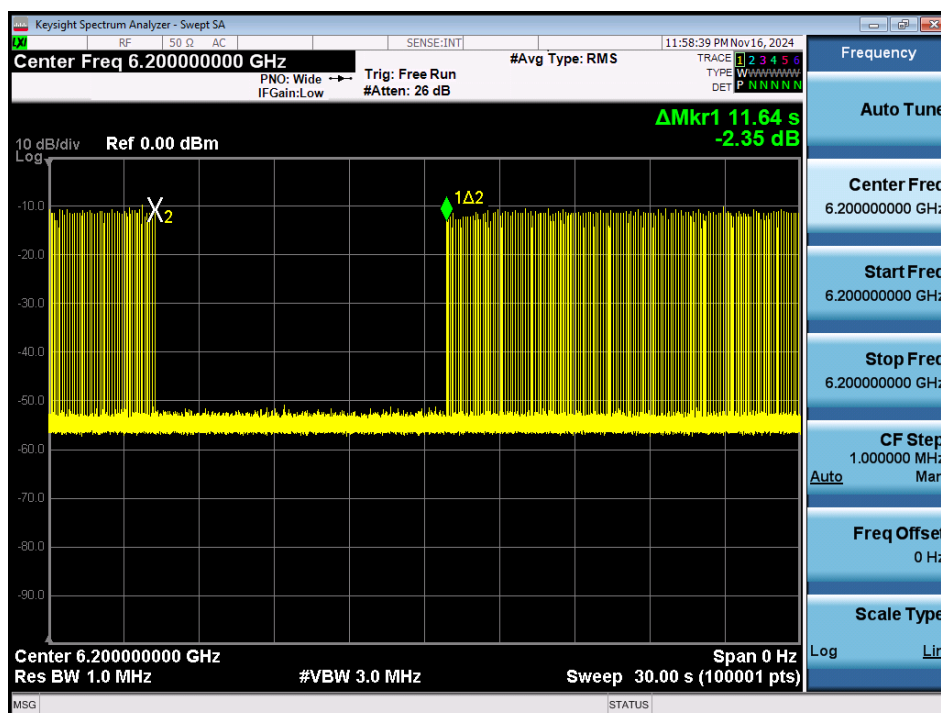 Keysight Spectrum Analyzer - Swept SA
LXI
RF 50 Ω AC SENSE:INT 11:58:39 PM Nov 16, 2024
Center Freq 6.200000000 GHz
PNO: Wide
IFGain:Low
Trig: Free Run
#Atten: 26 dB
#Avg Type: RMS
TRACE 1 2 3 4 5 6
TYPE WWWWWW
DET P N N N N N
ΔMkr1 11.64 s
-2.35 dB
10 dB/div
Log
Ref 0.00 dBm
-10.0
-20.0
-30.0
-40.0
-50.0
-60.0
-70.0
-80.0
-90.0
2
1Δ2
Center 6.200000000 GHz
Span 0 Hz
Res BW 1.0 MHz
#VBW 3.0 MHz
Sweep 30.00 s (100001 pts)
MSG
STATUS
Frequency
Auto Tune
Center Freq
6.200000000 GHz
Start Freq
6.200000000 GHz
Stop Freq
6.200000000 GHz
CF Step
1.000000 MHz
Auto Man
Freq Offset
0 Hz
Scale Type
Log Lin